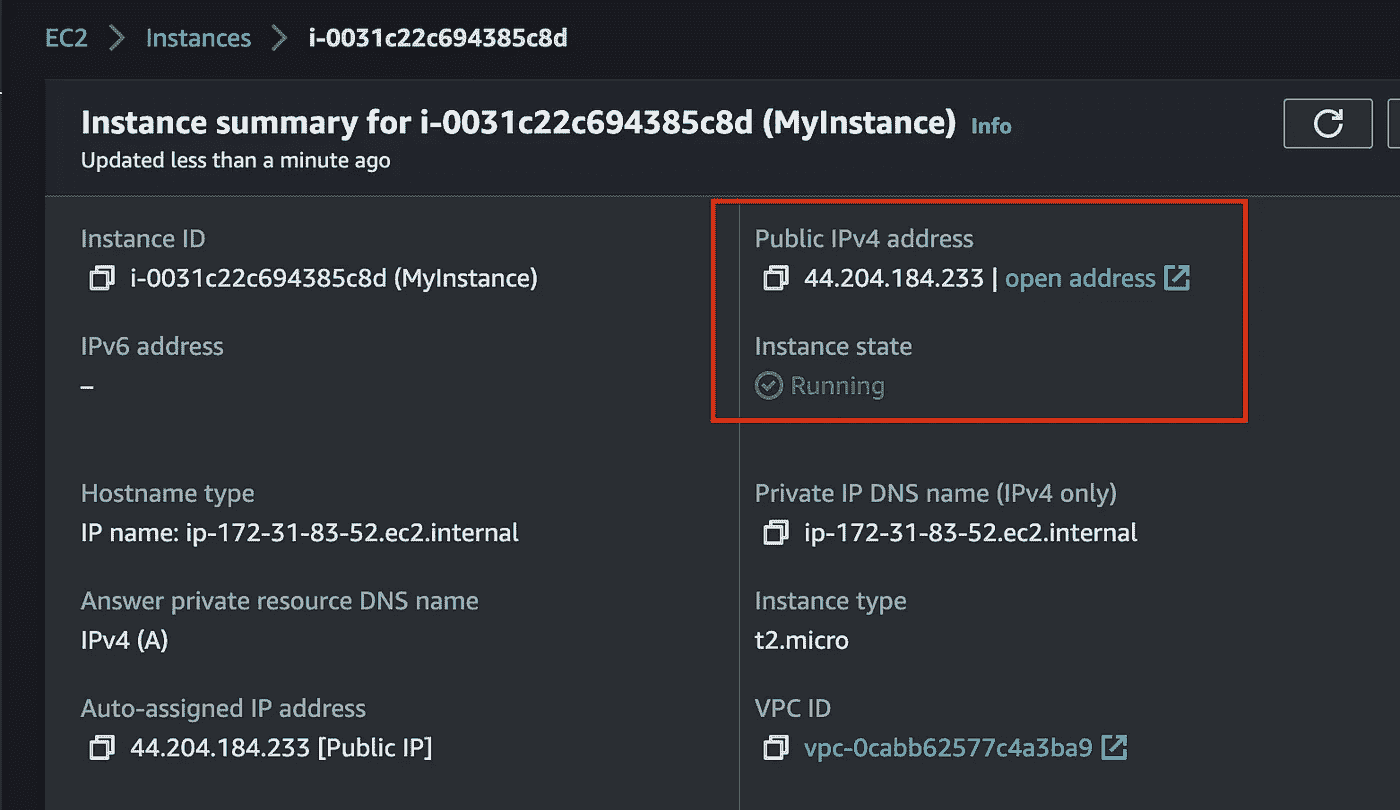 EC2 > Instances > i-0031c22c694385c8d
Instance summary for i-0031c22c694385c8d (MyInstance) Info
Updated less than a minute ago
Instance ID
i-0031c22c694385c8d (MyInstance)
Public IPv4 address
44.204.184.233 | open address
IPv6 address
–
Instance state
Running
Hostname type
IP name: ip-172-31-83-52.ec2.internal
Private IP DNS name (IPv4 only)
ip-172-31-83-52.ec2.internal
Answer private resource DNS name
IPv4 (A)
Instance type
t2.micro
Auto-assigned IP address
44.204.184.233 [Public IP]
VPC ID
vpc-0cabb62577c4a3ba9